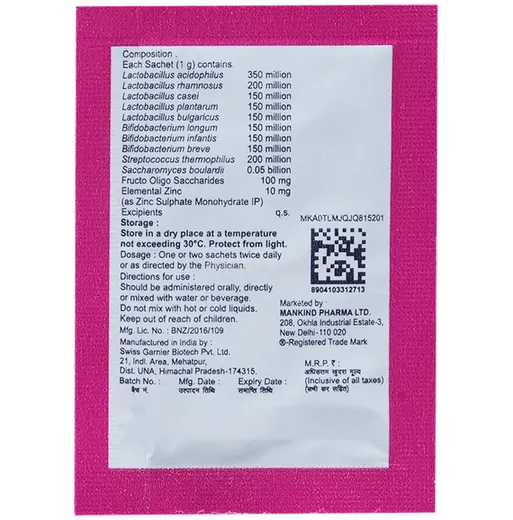 Composition :
Each Sachet (1 g) contains
Lactobacillus acidophilus 350 million
Lactobacillus rhamnosus 200 million
Lactobacillus casei 150 million
Lactobacillus plantarum 150 million
Lactobacillus bulgaricus 150 million
Bifidobacterium longum 150 million
Bifidobacterium infantis 150 million
Bifidobacterium breve 150 million
Streptococcus thermophilus 200 million
Saccharomyces boulardii 0.05 billion
Fructo Oligo Saccharides 100 mg
Elemental Zinc 10 mg
(as Zinc Sulphate Monohydrate IP)
Excipients q.s.
Storage :
Store in a dry place at a temperature
not exceeding 30°C. Protect from light.
Dosage : One or two sachets twice daily
or as directed by the Physician.
Directions for use :
Should be administered orally, directly
or mixed with water or beverage.
Do not mix with hot or cold liquids.
Keep out of reach of children.
Mfg. Lic. No. : BNZ/2016/109
Manufactured in India by :
Swiss Garnier Biotech Pvt. Ltd.
21, Indl. Area, Mehatpur,
Dist. UNA, Himachal Pradesh-174315.
Batch No. : Mfg. Date : Expiry Date :
बैच नं. उत्पादन तिथि समाप्ति तिथि
MKA0TLMJQJQ815201
8904103312713
Marketed by :
MANKIND PHARMA LTD.
208, Okhla Industrial Estate-3,
New Delhi-110 020
®-Registered Trade Mark
M.R.P. ₹ :
अधिकतम खुदरा मूल्य
(Inclusive of all taxes)
(सभी कर सहित)